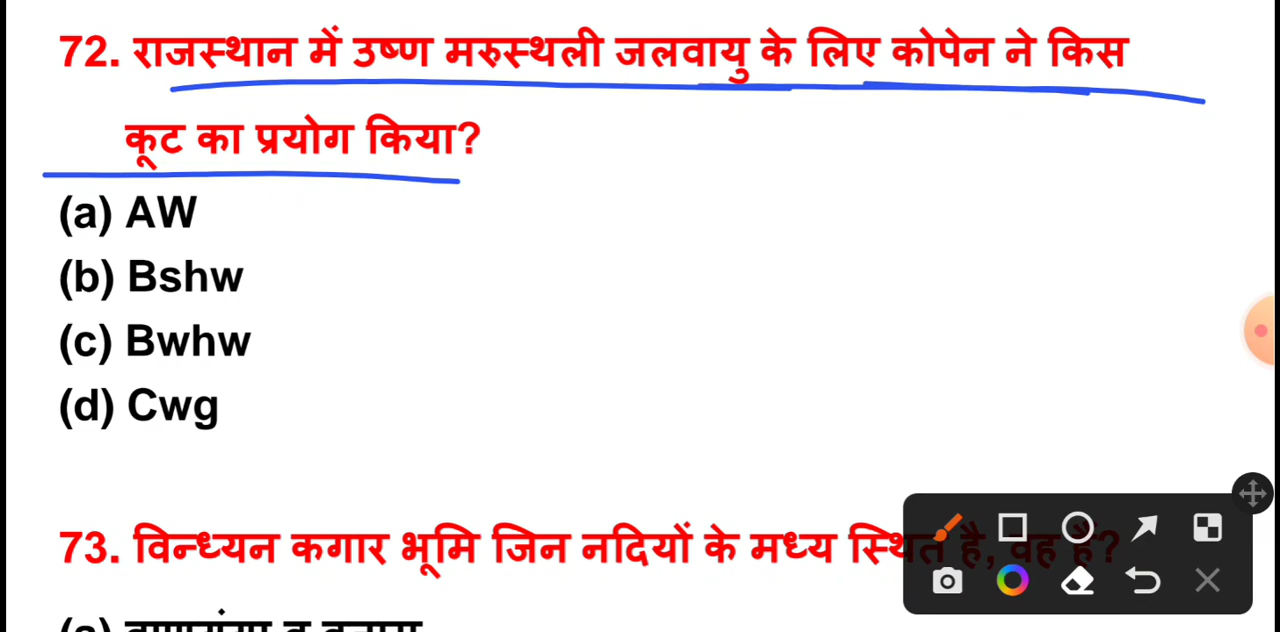 72. राजस्थान में उष्ण मरुस्थली जलवायु के लिए कोपेन ने किस
कूट का प्रयोग किया?
(a) AW
(b) Bshw
(c) Bwhw
(d) Cwg
73. विन्ध्यन कगार भूमि जिन नदियों के मध्य स्थित है, वह हैं?
(a)